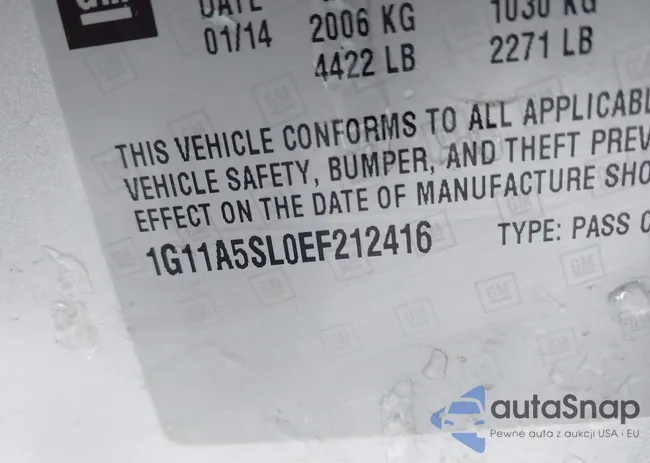 GM
DATE
01/14 2006 KG 1030 KG
4422 LB 2271 LB
THIS VEHICLE CONFORMS TO ALL APPLICABL
VEHICLE SAFETY, BUMPER, AND THEFT PREV
EFFECT ON THE DATE OF MANUFACTURE SHO
1G11A5SL0EF212416 TYPE: PASS C
autaSnap
Pewne auta z aukcji USA i EU